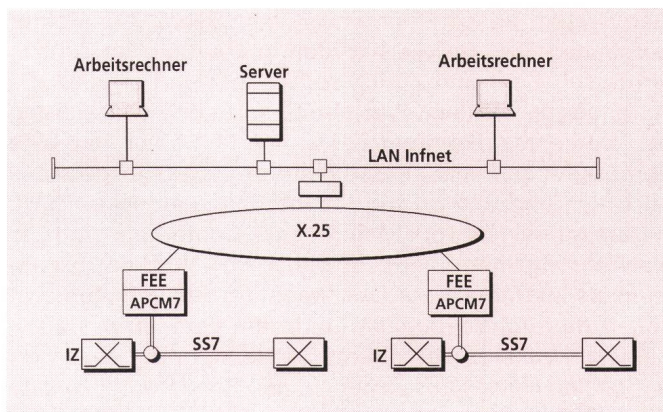 Arbeitsrechner
Server
Arbeitsrechner
LAN Infnet
X.25
FEE
APCM7
FEE
APCM7
IZ
SS7
IZ
SS7